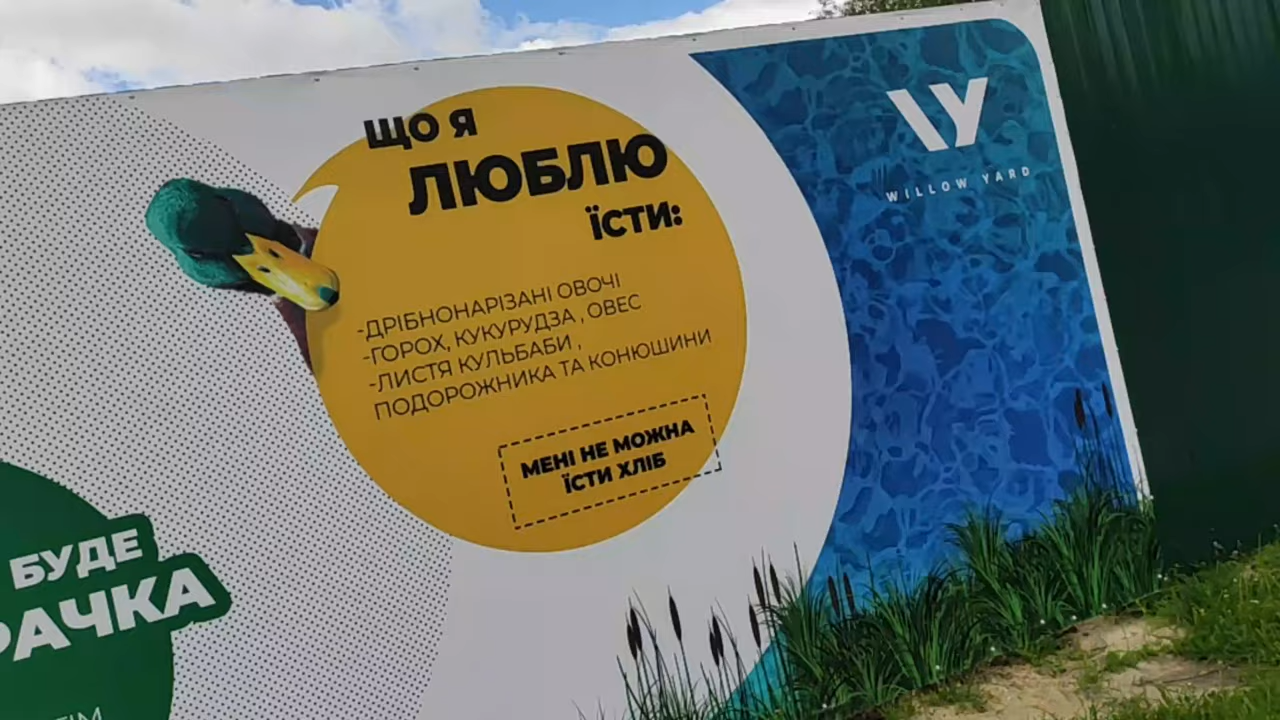 ЩО Я
ЛЮБЛЮ
ЇСТИ:
-ДРІБНОНАРІЗАНІ ОВОЧІ
-ГОРОХ, КУКУРУДЗА , ОВЕС
-ЛИСТЯ КУЛЬБАБИ ,
ПОДОРОЖНИКА ТА КОНЮШИНИ
МЕНІ НЕ МОЖНА
ЇСТИ ХЛІБ
WILLOW YARD
БУДЕ